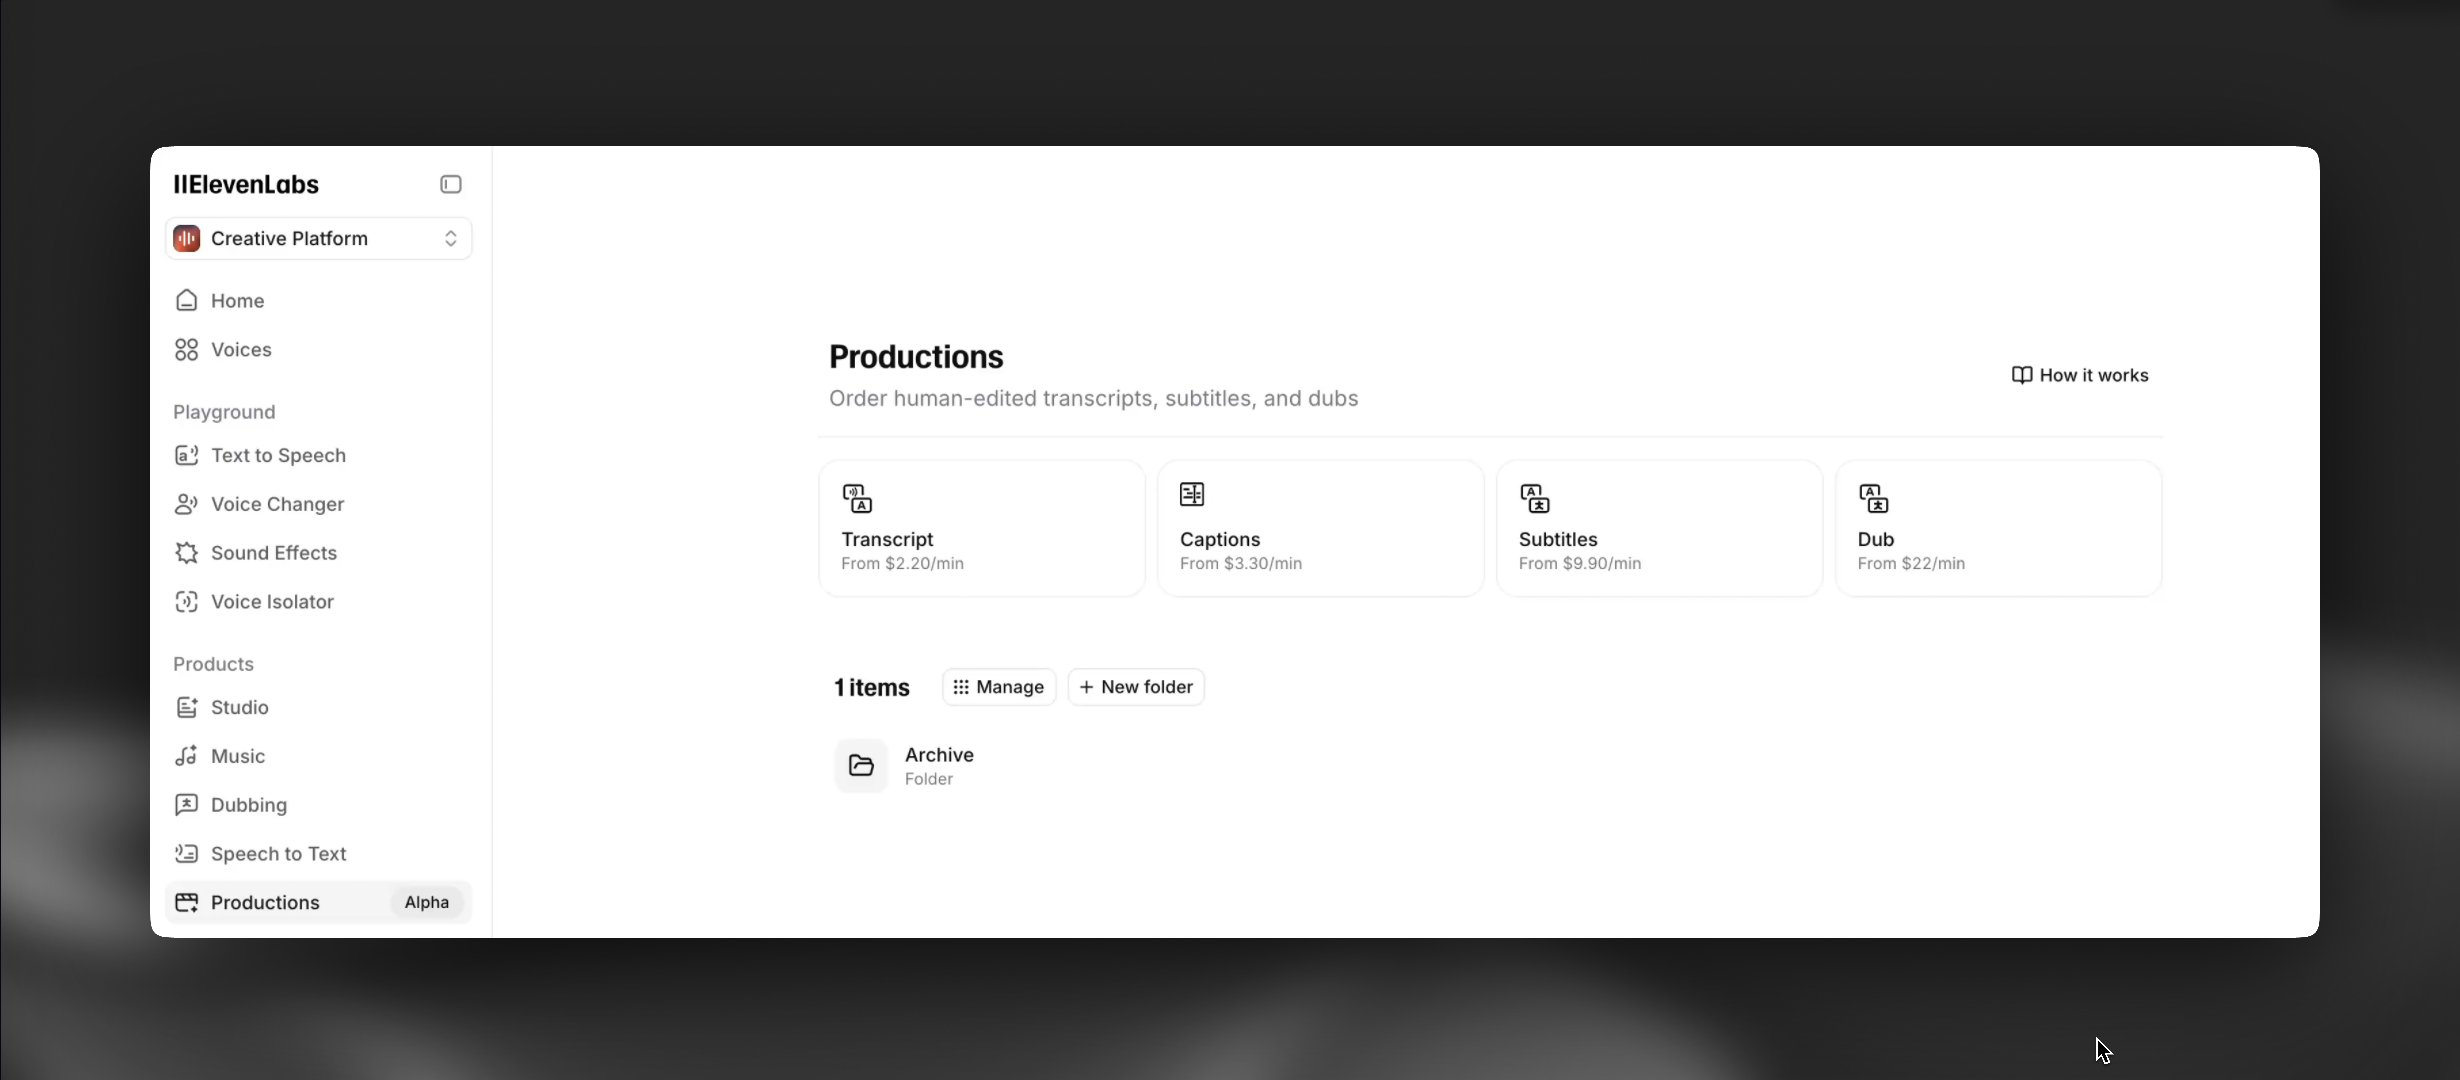 IIElevenLabs
Creative Platform
Home
Voices
Playground
Text to Speech
Voice Changer
Sound Effects
Voice Isolator
Products
Studio
Music
Dubbing
Speech to Text
Productions Alpha
Productions
Order human-edited transcripts, subtitles, and dubs
How it works
Transcript
From $2.20/min
Captions
From $3.30/min
Subtitles
From $9.90/min
Dub
From $22/min
1 items
Manage
+ New folder
Archive
Folder